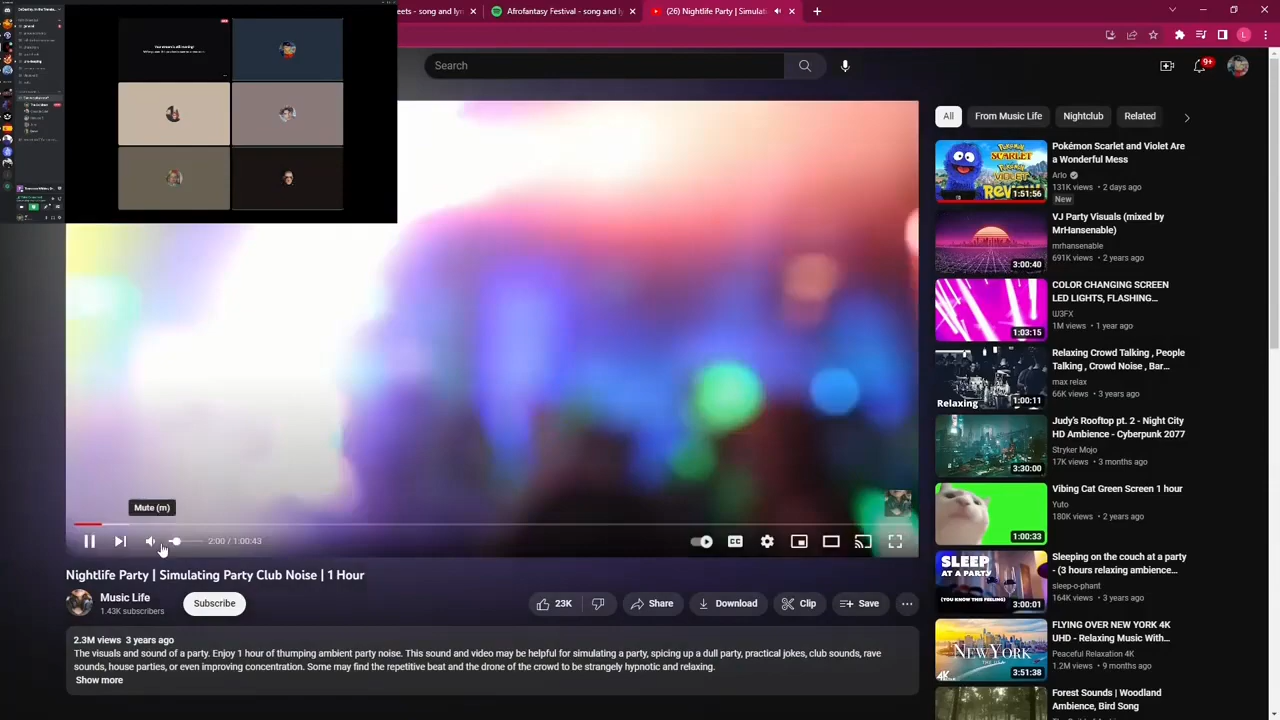 eets - song and ly
Afrofantasy Festival - song and ly
(26) Nightlife Party | Simulat
Search
9+
L
All
From Music Life
Nightclub
Related
Pokémon Scarlet and Violet Are
a Wonderful Mess
Arlo
131K views • 2 days ago
New
1:51:56
VJ Party Visuals (mixed by
MrHansenable)
mrhansenable
691K views • 2 years ago
3:00:40
COLOR CHANGING SCREEN
LED LIGHTS, FLASHING...
W3FX
1M views • 1 year ago
1:03:15
Relaxing Crowd Talking , People
Talking , Crowd Noise , Bar...
max relax
66K views • 3 years ago
Relaxing
1:00:11
Judy's Rooftop pt. 2 - Night City
HD Ambience - Cyberpunk 2077
Stryker Mojo
17K views • 3 months ago
3:30:00
Vibing Cat Green Screen 1 hour
Yuto
180K views • 2 years ago
1:00:33
Sleeping on the couch at a party
- (3 hours relaxing ambience...
sleep-o-phant
164K views • 3 years ago
SLEEP
AT A PARTY
(YOU KNOW THIS FEELING)
3:00:01
FLYING OVER NEW YORK 4K
UHD - Relaxing Music With...
Peaceful Relaxation 4K
1.2M views • 9 months ago
NEW YORK
4K
3:51:38
Forest Sounds | Woodland
Ambience, Bird Song
Mute (m)
2:00 / 1:00:43
CC
Nightlife Party | Simulating Party Club Noise | 1 Hour
Music Life
1.43K subscribers
Subscribe
23K
Share
Download
Clip
Save
2.3M views 3 years ago
The visuals and sound of a party. Enjoy 1 hour of thumping ambient party noise. This sound and video may be helpful for simulating a party, spicing up a dull party, practical jokes, club sounds, rave
sounds, house parties, or even improving concentration. Some may find the repetitive beat and the drone of the crowd to be strangely hypnotic and relaxing.
Show more